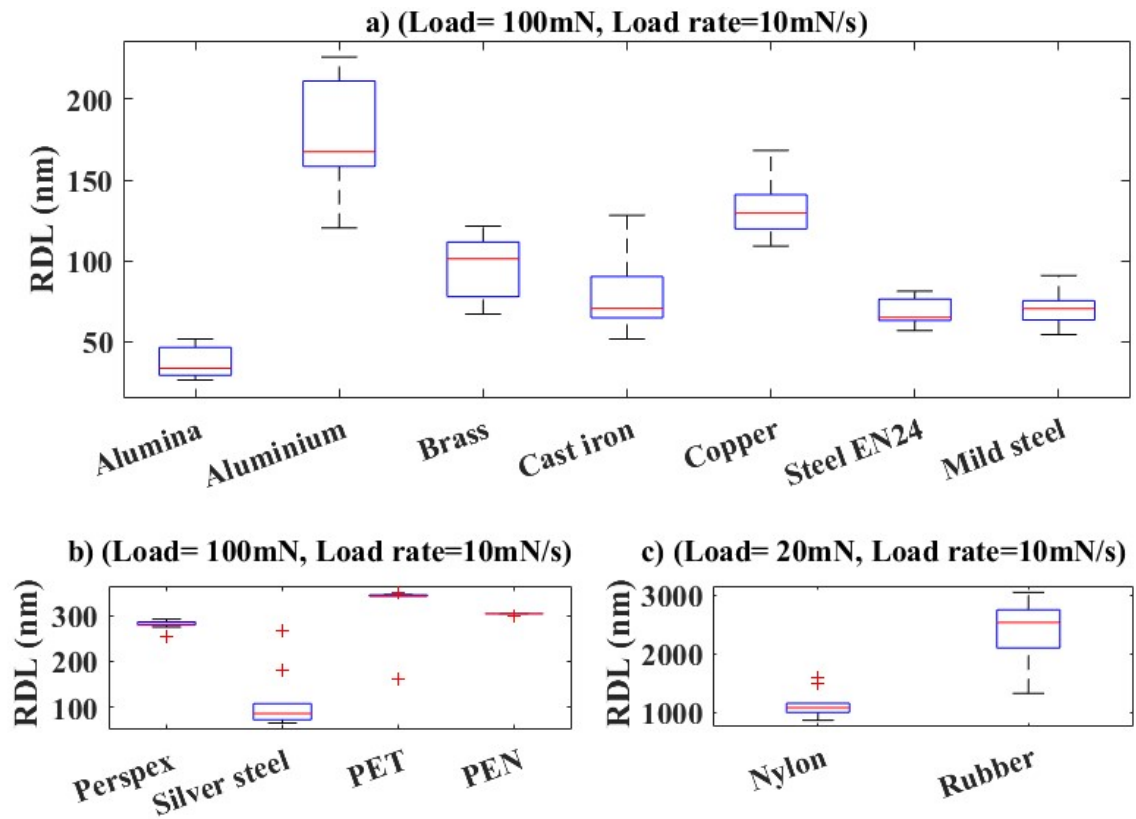 a) (Load= 100mN, Load rate=10mN/s)
RDL (nm)
200
150
100
50
Alumina
Aluminium
Brass
Cast iron
Copper
Steel EN24
Mild steel
b) (Load= 100mN, Load rate=10mN/s)
RDL (nm)
300
200
100
Perspex
Silver steel
PET
PEN
c) (Load= 20mN, Load rate=10mN/s)
RDL (nm)
3000
2000
1000
Nylon
Rubber